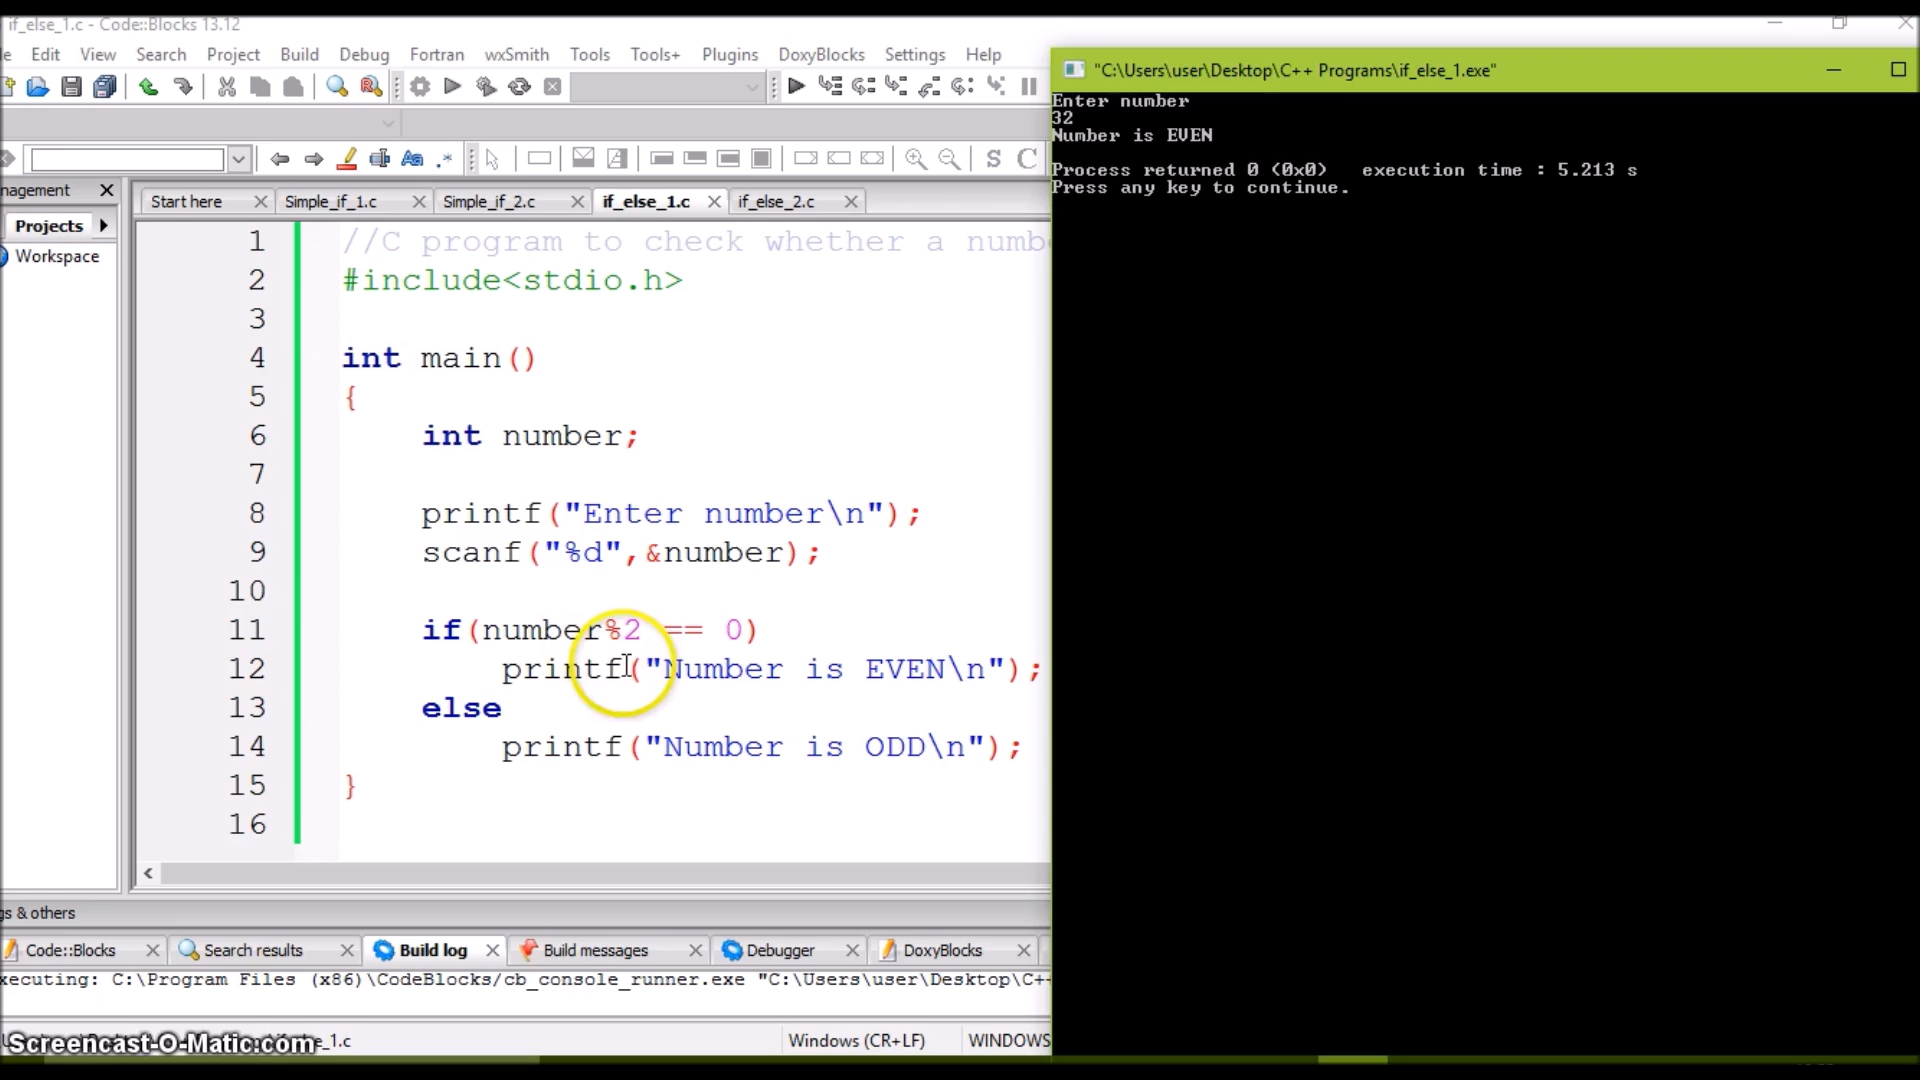 if_else_1.c - Code::Blocks 13.12
Edit View Search Project Build Debug Fortran wxSmith Tools Tools+ Plugins DoxyBlocks Settings Help
"C:\Users\user\Desktop\C++ Programs\if_else_1.exe"
Enter number
32
Number is EVEN
Process returned 0 (0x0)   execution time : 5.213 s
Press any key to continue.
S C
nagement
Projects
Workspace
Start here Simple_if_1.c Simple_if_2.c if_else_1.c if_else_2.c
1 //C program to check whether a numb
2 #include<stdio.h>
3
4 int main()
5 {
6 int number;
7
8 printf("Enter number\n");
9 scanf("%d",&number);
10
11 if(number%2 == 0)
12 printf("Number is EVEN\n");
13 else
14 printf("Number is ODD\n");
15 }
16
gs & others
Code::Blocks Search results Build log Build messages Debugger DoxyBlocks
xecuting: C:\Program Files (x86)\CodeBlocks/cb_console_runner.exe "C:\Users\user\Desktop\C++
Screencast-O-Matic.com
_1.c Windows (CR+LF) WINDOWS